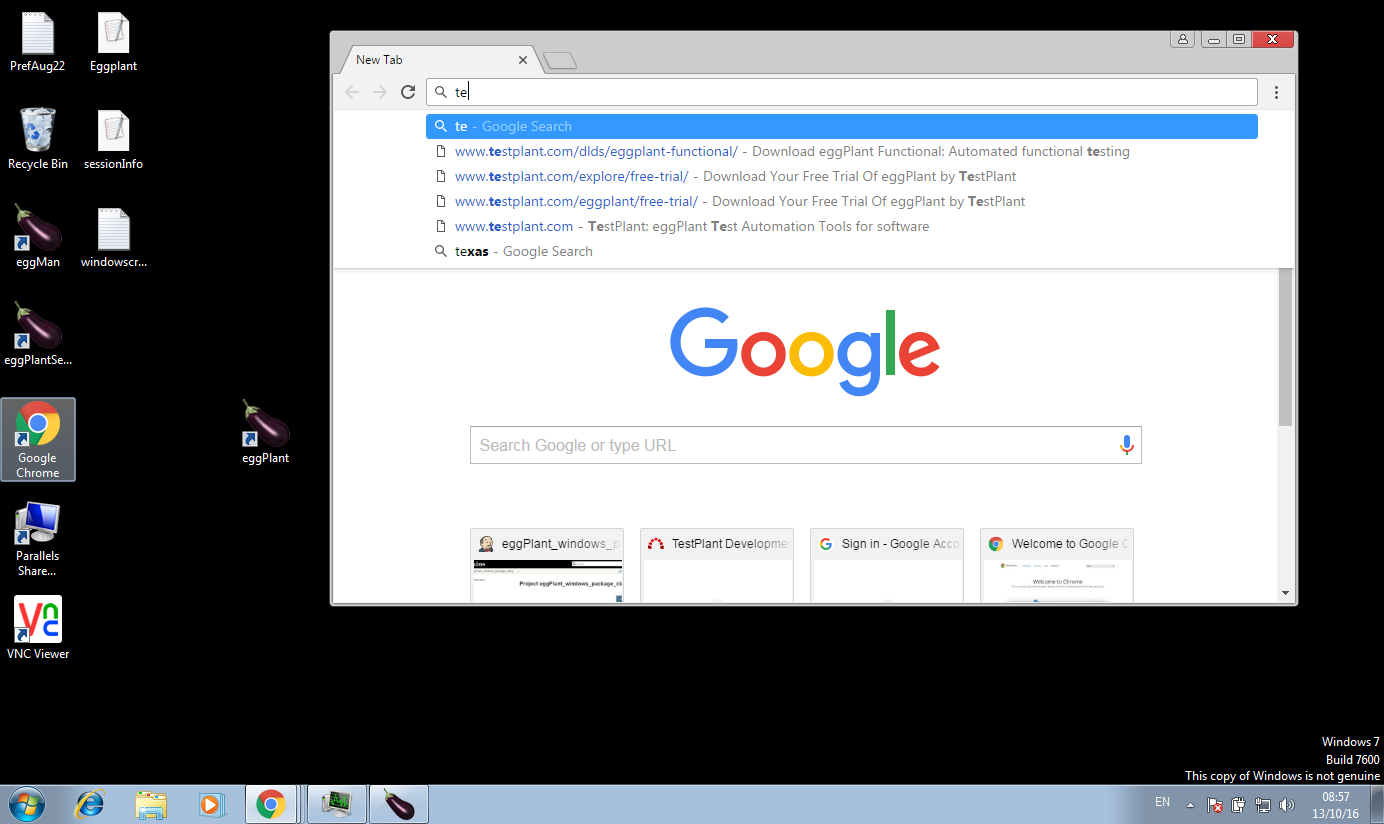 PrefAug22
Eggplant
Recycle Bin
sessionInfo
eggMan
windowscr...
eggPlantSe...
Google
Chrome
eggPlant
Parallels
Share...
VNC Viewer
New Tab
te
te - Google Search
www.testplant.com/dlds/eggplant-functional/ - Download eggPlant Functional: Automated functional testing
www.testplant.com/explore/free-trial/ - Download Your Free Trial Of eggPlant by TestPlant
www.testplant.com/eggplant/free-trial/ - Download Your Free Trial Of eggPlant by TestPlant
www.testplant.com - TestPlant: eggPlant Test Automation Tools for software
texas - Google Search
Google
Search Google or type URL
eggPlant_windows_p
TestPlant Developme
Sign in - Google Acco
Welcome to Google C
Project eggPlant_windows_package_cl
Welcome to Chrome
Windows 7
Build 7600
This copy of Windows is not genuine
EN
08:57
13/10/16